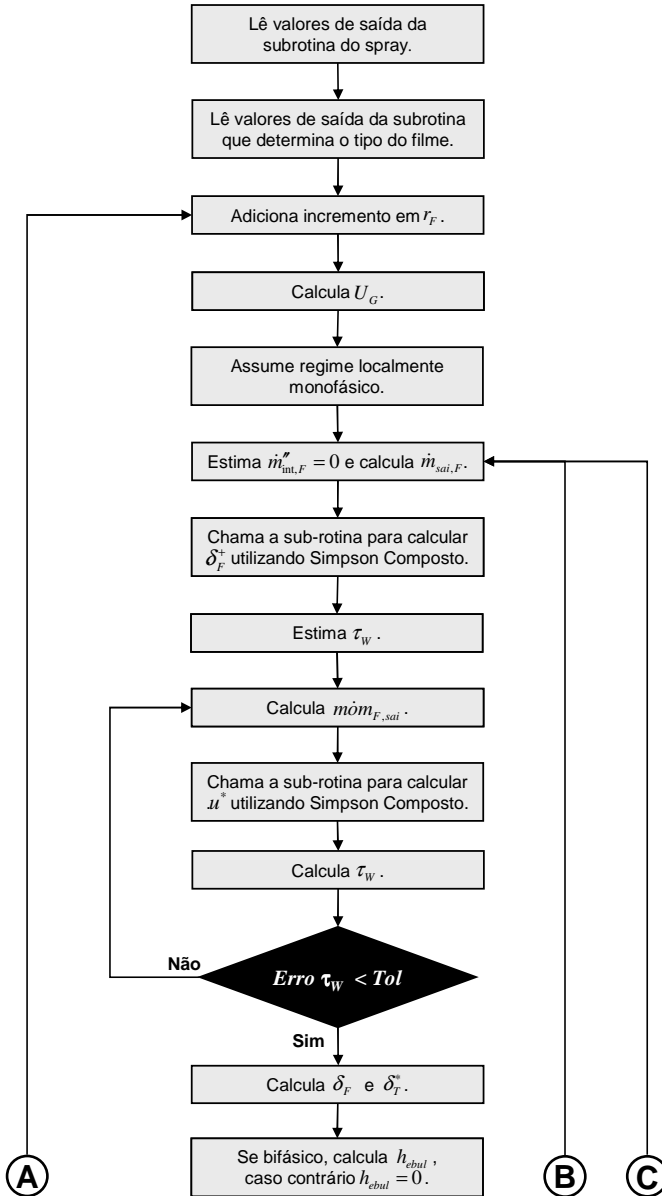 Lê valores de saída da
subrotina do spray.
Lê valores de saída da subrotina
que determina o tipo do filme.
Adiciona incremento em r_F .
Calcula U_G.
Assume regime localmente
monofásico.
Estima ṁ″_int,F = 0 e calcula ṁ_sai,F.
Chama a sub-rotina para calcular
δ_F^+ utilizando Simpson Composto.
Estima τ_W .
Calcula mȯm_F,sai .
Chama a sub-rotina para calcular
u^* utilizando Simpson Composto.
Calcula τ_W .
Não
Erro τ_W < Tol
Sim
Calcula δ_F e δ_T^*.
Se bifásico, calcula h_ebul ,
caso contrário h_ebul = 0 .
A
B
C